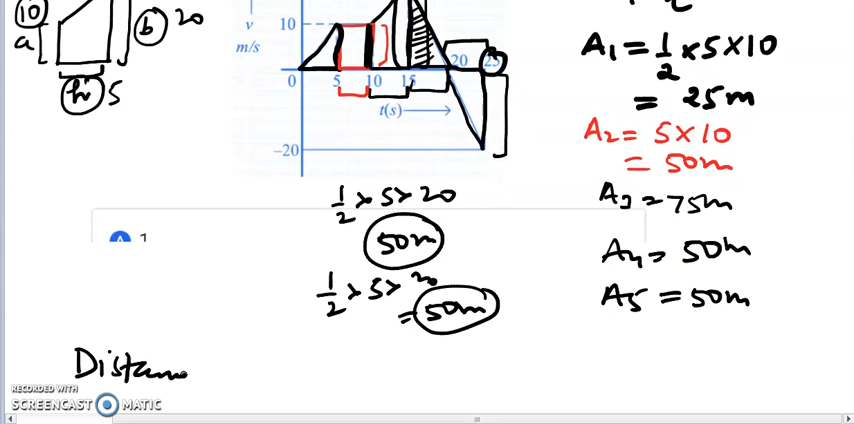 10
a
b 20
h 5
v
m/s
10
0
5
10
15
20
25
t(s)
-20
A1 = 1/2 × 5 × 10
= 25m
A2 = 5 × 10
= 50m
A3 = 75m
A4 = 50m
A5 = 50m
1/2 × 5 × 20
50m
1/2 × 5 × 20
= 50m
Distan
RECORDED WITH
SCREENCAST MATIC